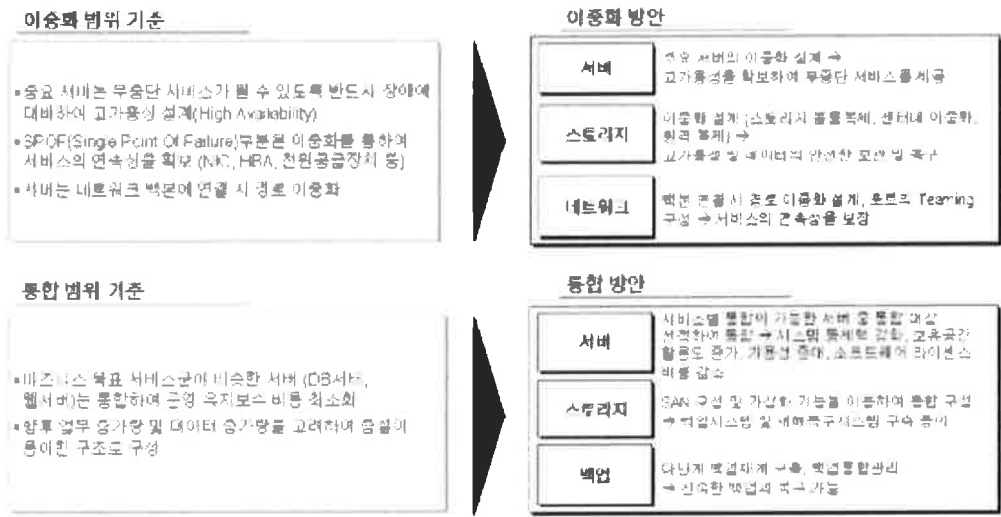 이중화 범위 기준
▪중요 서버는 무중단 서비스가 될 수 있도록 반드시 장애에
대비하여 고가용성 설계(High Availability)
▪SPOF(Single Point Of Failure)부분은 이중화를 통하여
서비스의 연속성을 확보 (NIC, HBA, 전원공급장치 등)
▪서버는 네트워크 백본에 연결 시 경로 이중화
이중화 방안
서버
주요 서버의 이중화 설계 →
고가용성을 확보하여 무중단 서비스를 제공
스토리지
이중화 설계 (스토리지 볼륨복제, 센터내 이중화,
원격 복제) →
고가용성 및 데이터의 안전한 보관 및 복구
네트워크
백본 연결 시 경로 이중화 설계, 포트의 Teaming
구성 → 서비스의 연속성을 보장
통합 범위 기준
▪비즈니스 목표 서비스군이 비슷한 서버 (DB서버,
웹서버)는 통합하여 운영 유지보수 비용 최소화
▪향후 업무 증가량 및 데이터 증가량을 고려하여 증설이
용이한 구조로 구성
통합 방안
서버
서비스별 통합이 가능한 서버 중 통합 대상
선택하여 통합 → 시스템 통제력 강화,
활용도 증가, 가용성 증대, 소프트웨어 라이센스
비용 감소
스토리지
SAN 구성 및 가상화 기능을 이용하여 통합 구성
→ 백업시스템 및 재해복구시스템 구축 용이
백업
다단계 백업체계 구축, 백업통합관리
→ 신속한 백업과 복구 가능